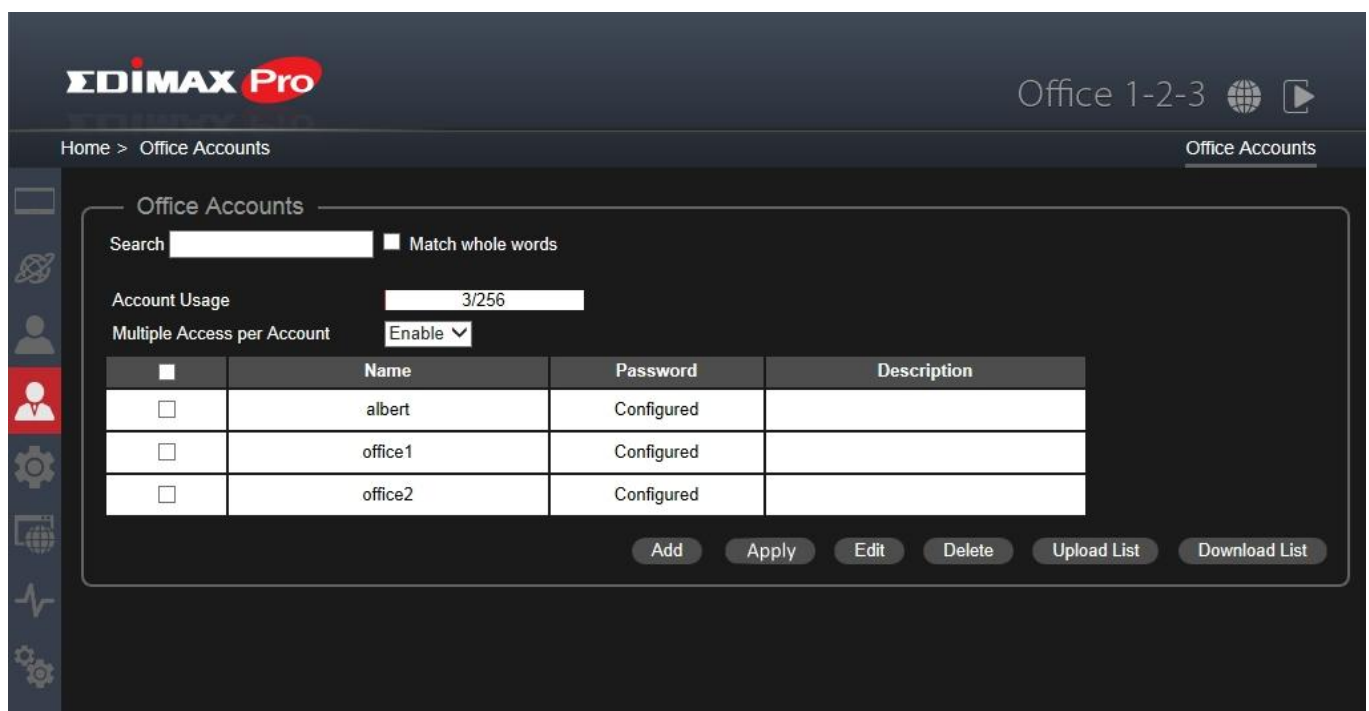 EDIMAX Pro
Office 1-2-3
Home > Office Accounts
Office Accounts
Office Accounts
Search
Match whole words
Account Usage 3/256
Multiple Access per Account Enable
Name Password Description
albert Configured
office1 Configured
office2 Configured
Add Apply Edit Delete Upload List Download List